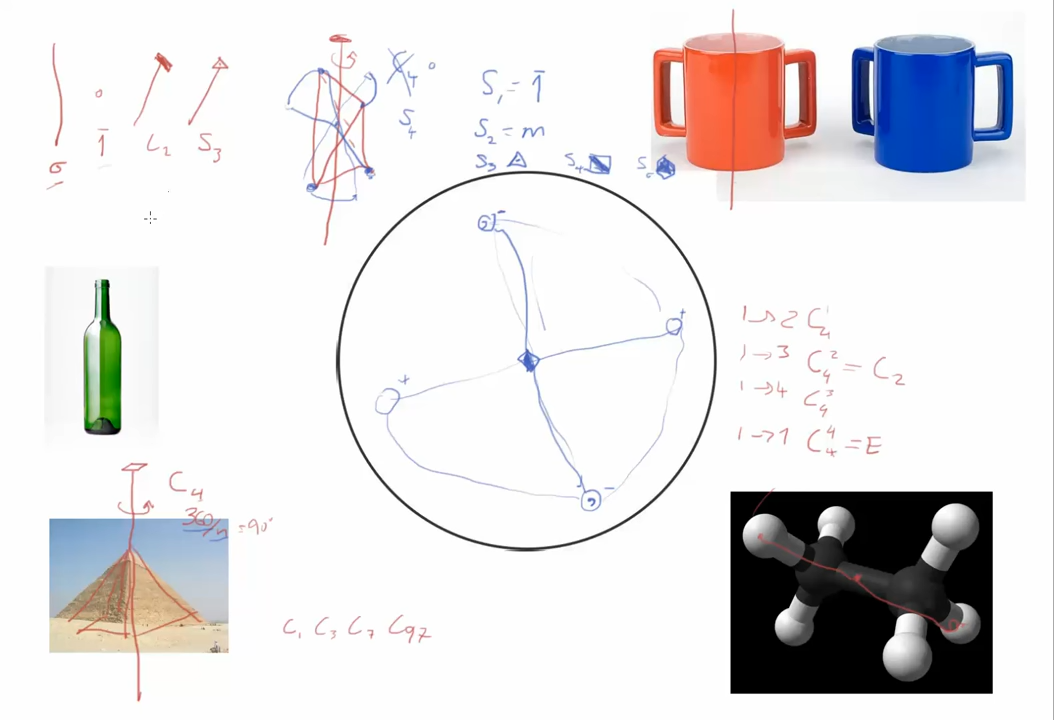 σ 1̄ C₂ S₃
C₄
S₄
S₁ = 1̄
S₂ = m
S₃ S₄ S₆
- + + -
1→2 C₄¹
1→3 C₄² = C₂
1→4 C₄³
1→1 C₄⁴ = E
C₄
360/n = 90°
C₁ C₃ C₇ C₉₇